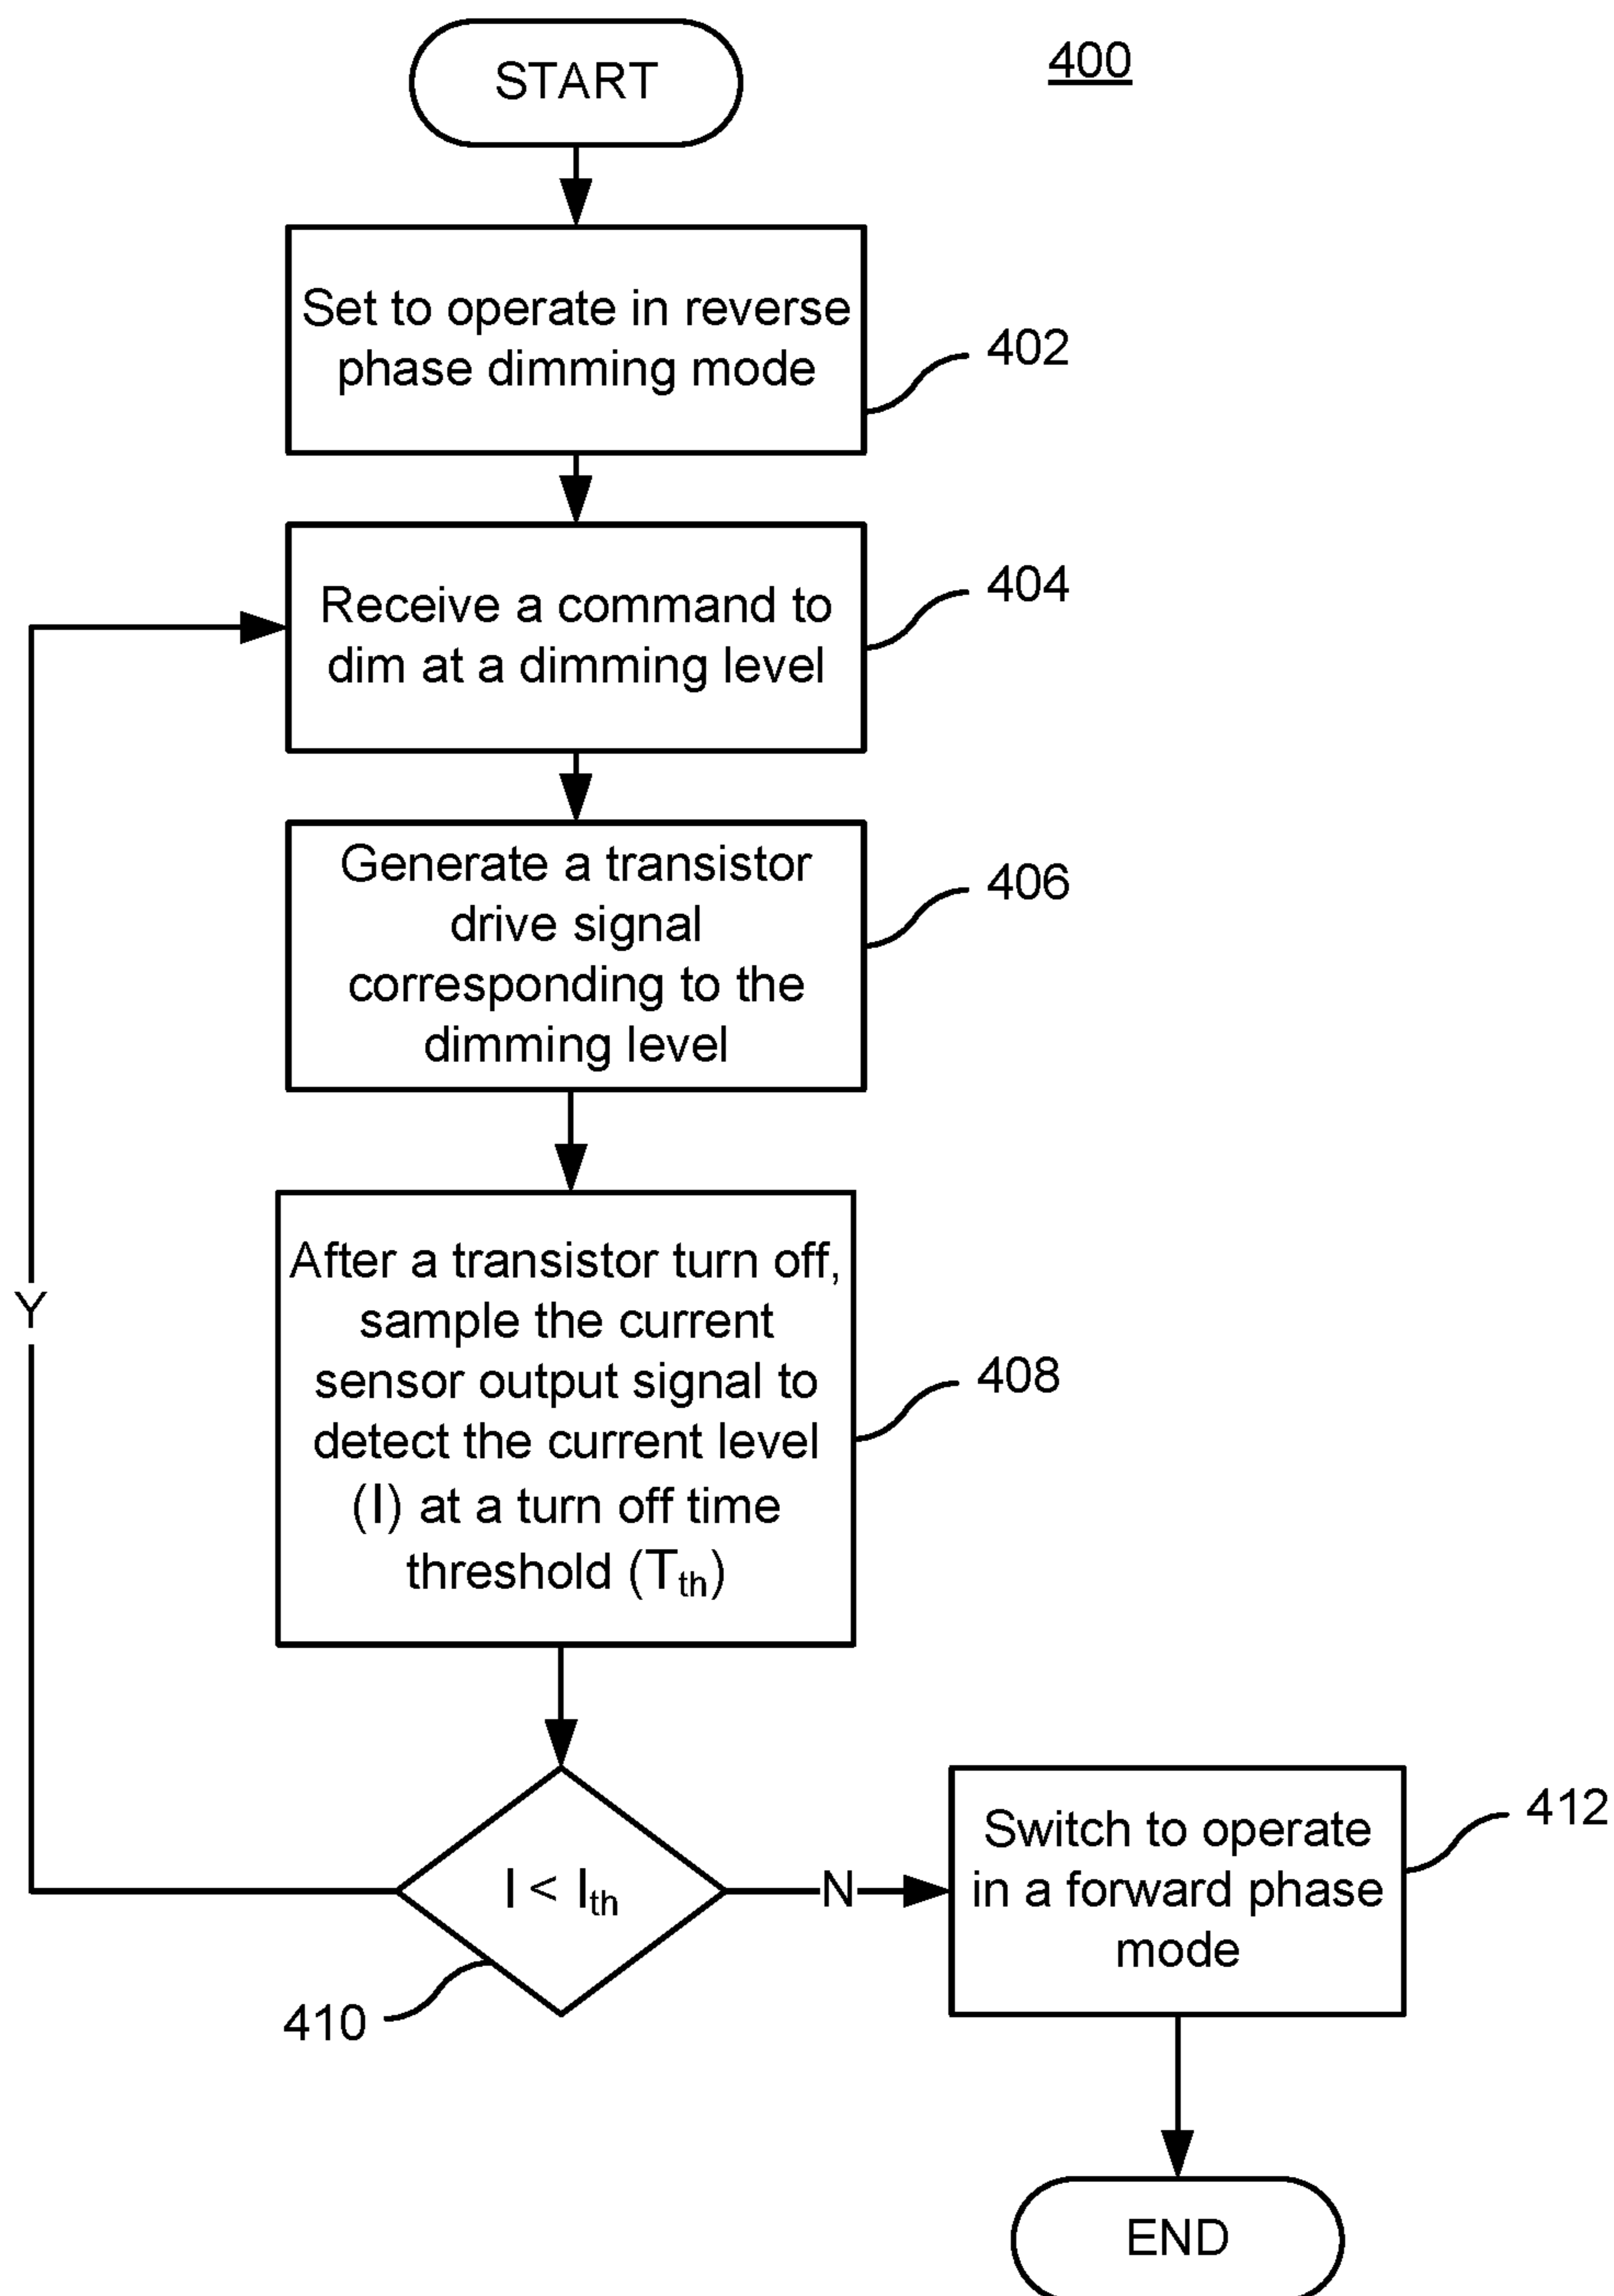 START
400
Set to operate in reverse
phase dimming mode
402
Receive a command to
dim at a dimming level
404
Generate a transistor
drive signal
corresponding to the
dimming level
406
After a transistor turn off,
sample the current
sensor output signal to
detect the current level
(I) at a turn off time
threshold (Tth)
408
Y
I < Ith
410
N
Switch to operate
in a forward phase
mode
412
END